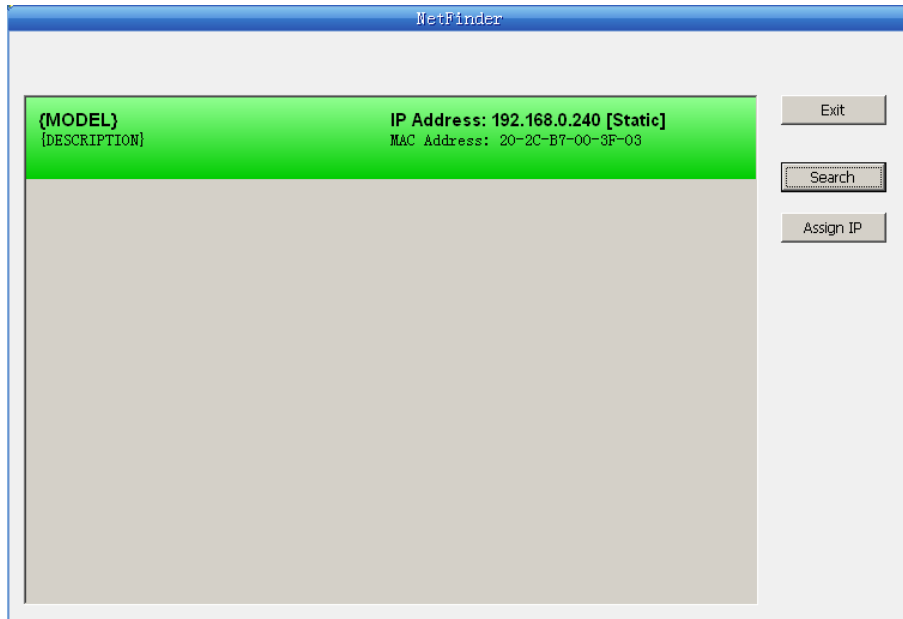 NetFinder
{MODEL}
{DESCRIPTION}
IP Address: 192.168.0.240 [Static]
MAC Address: 20-2C-B7-00-3F-03
Exit
Search
Assign IP